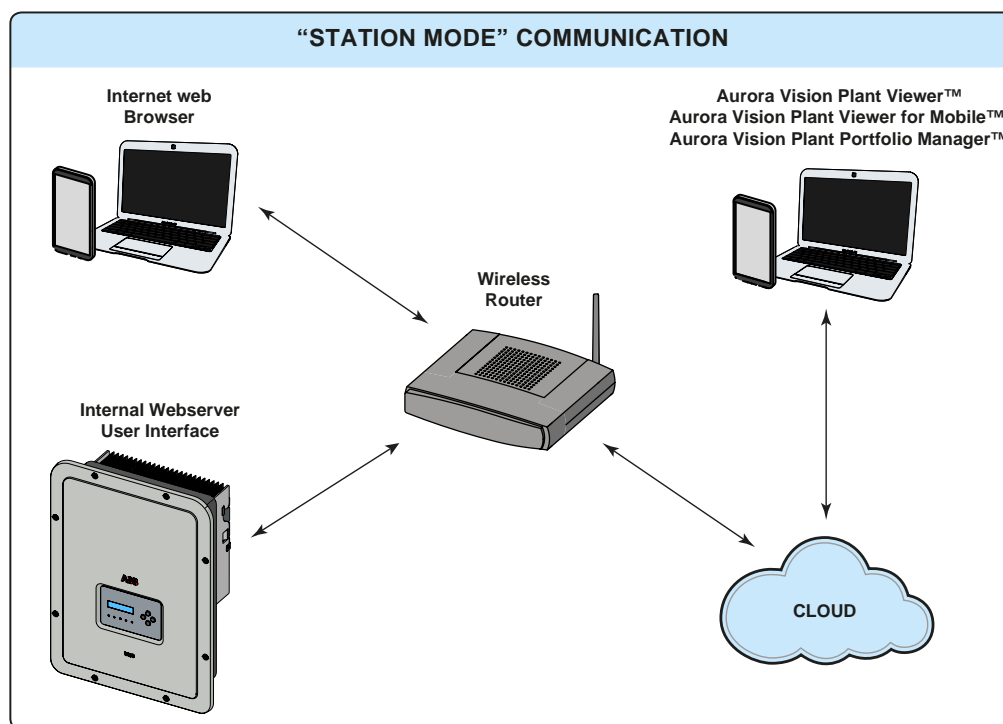 “STATION MODE” COMMUNICATION
Internet web
Browser
Aurora Vision Plant Viewer™
Aurora Vision Plant Viewer for Mobile™
Aurora Vision Plant Portfolio Manager™
Wireless
Router
Internal Webserver
User Interface
ABB
CLOUD